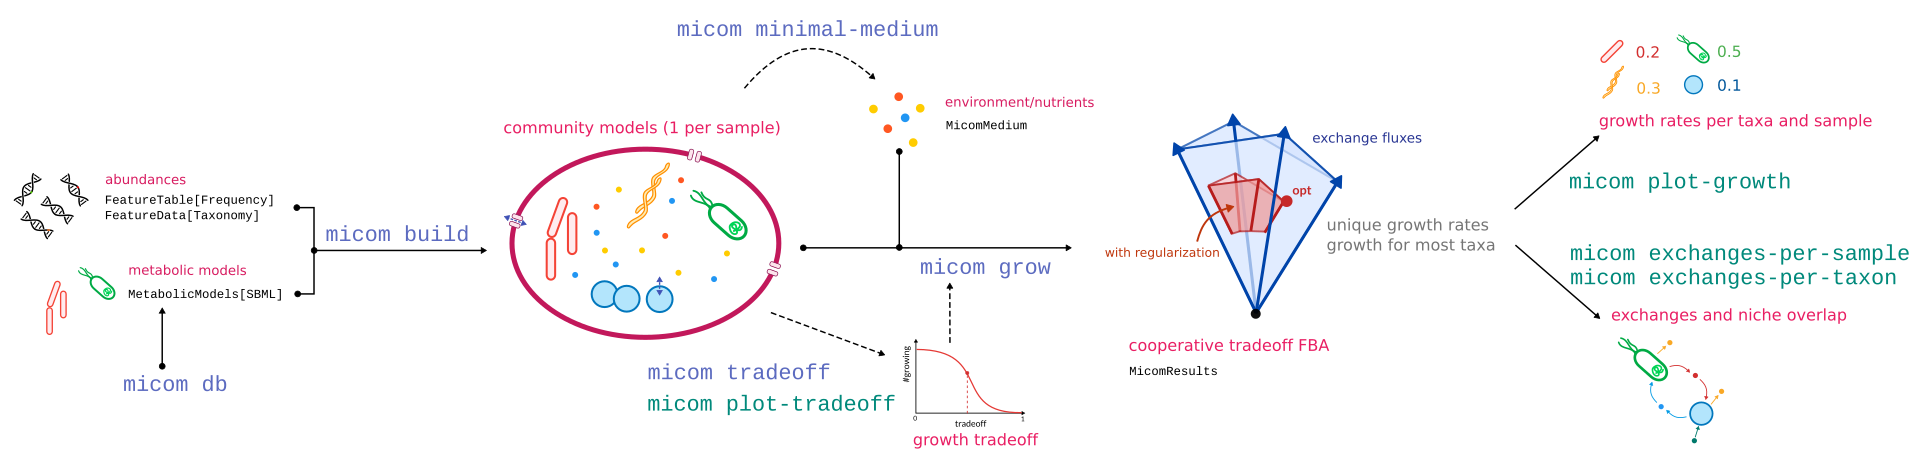 abundances
FeatureTable[Frequency]
FeatureData[Taxonomy]
metabolic models
MetabolicModels[SBML]
micom db
micom build
community models (1 per sample)
micom minimal-medium
environment/nutrients
MicomMedium
micom grow
micom tradeoff
micom plot-tradeoff
#growing
0
1
tradeoff
growth tradeoff
exchange fluxes
opt
with regularization
unique growth rates
growth for most taxa
cooperative tradeoff FBA
MicomResults
0.2
0.5
0.3
0.1
growth rates per taxa and sample
micom plot-growth
micom exchanges-per-sample
micom exchanges-per-taxon
exchanges and niche overlap